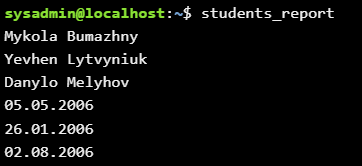 sysadmin@localhost:~$ students_report
Mykola Bumazhny
Yevhen Lytvyniuk
Danylo Melyhov
05.05.2006
26.01.2006
02.08.2006